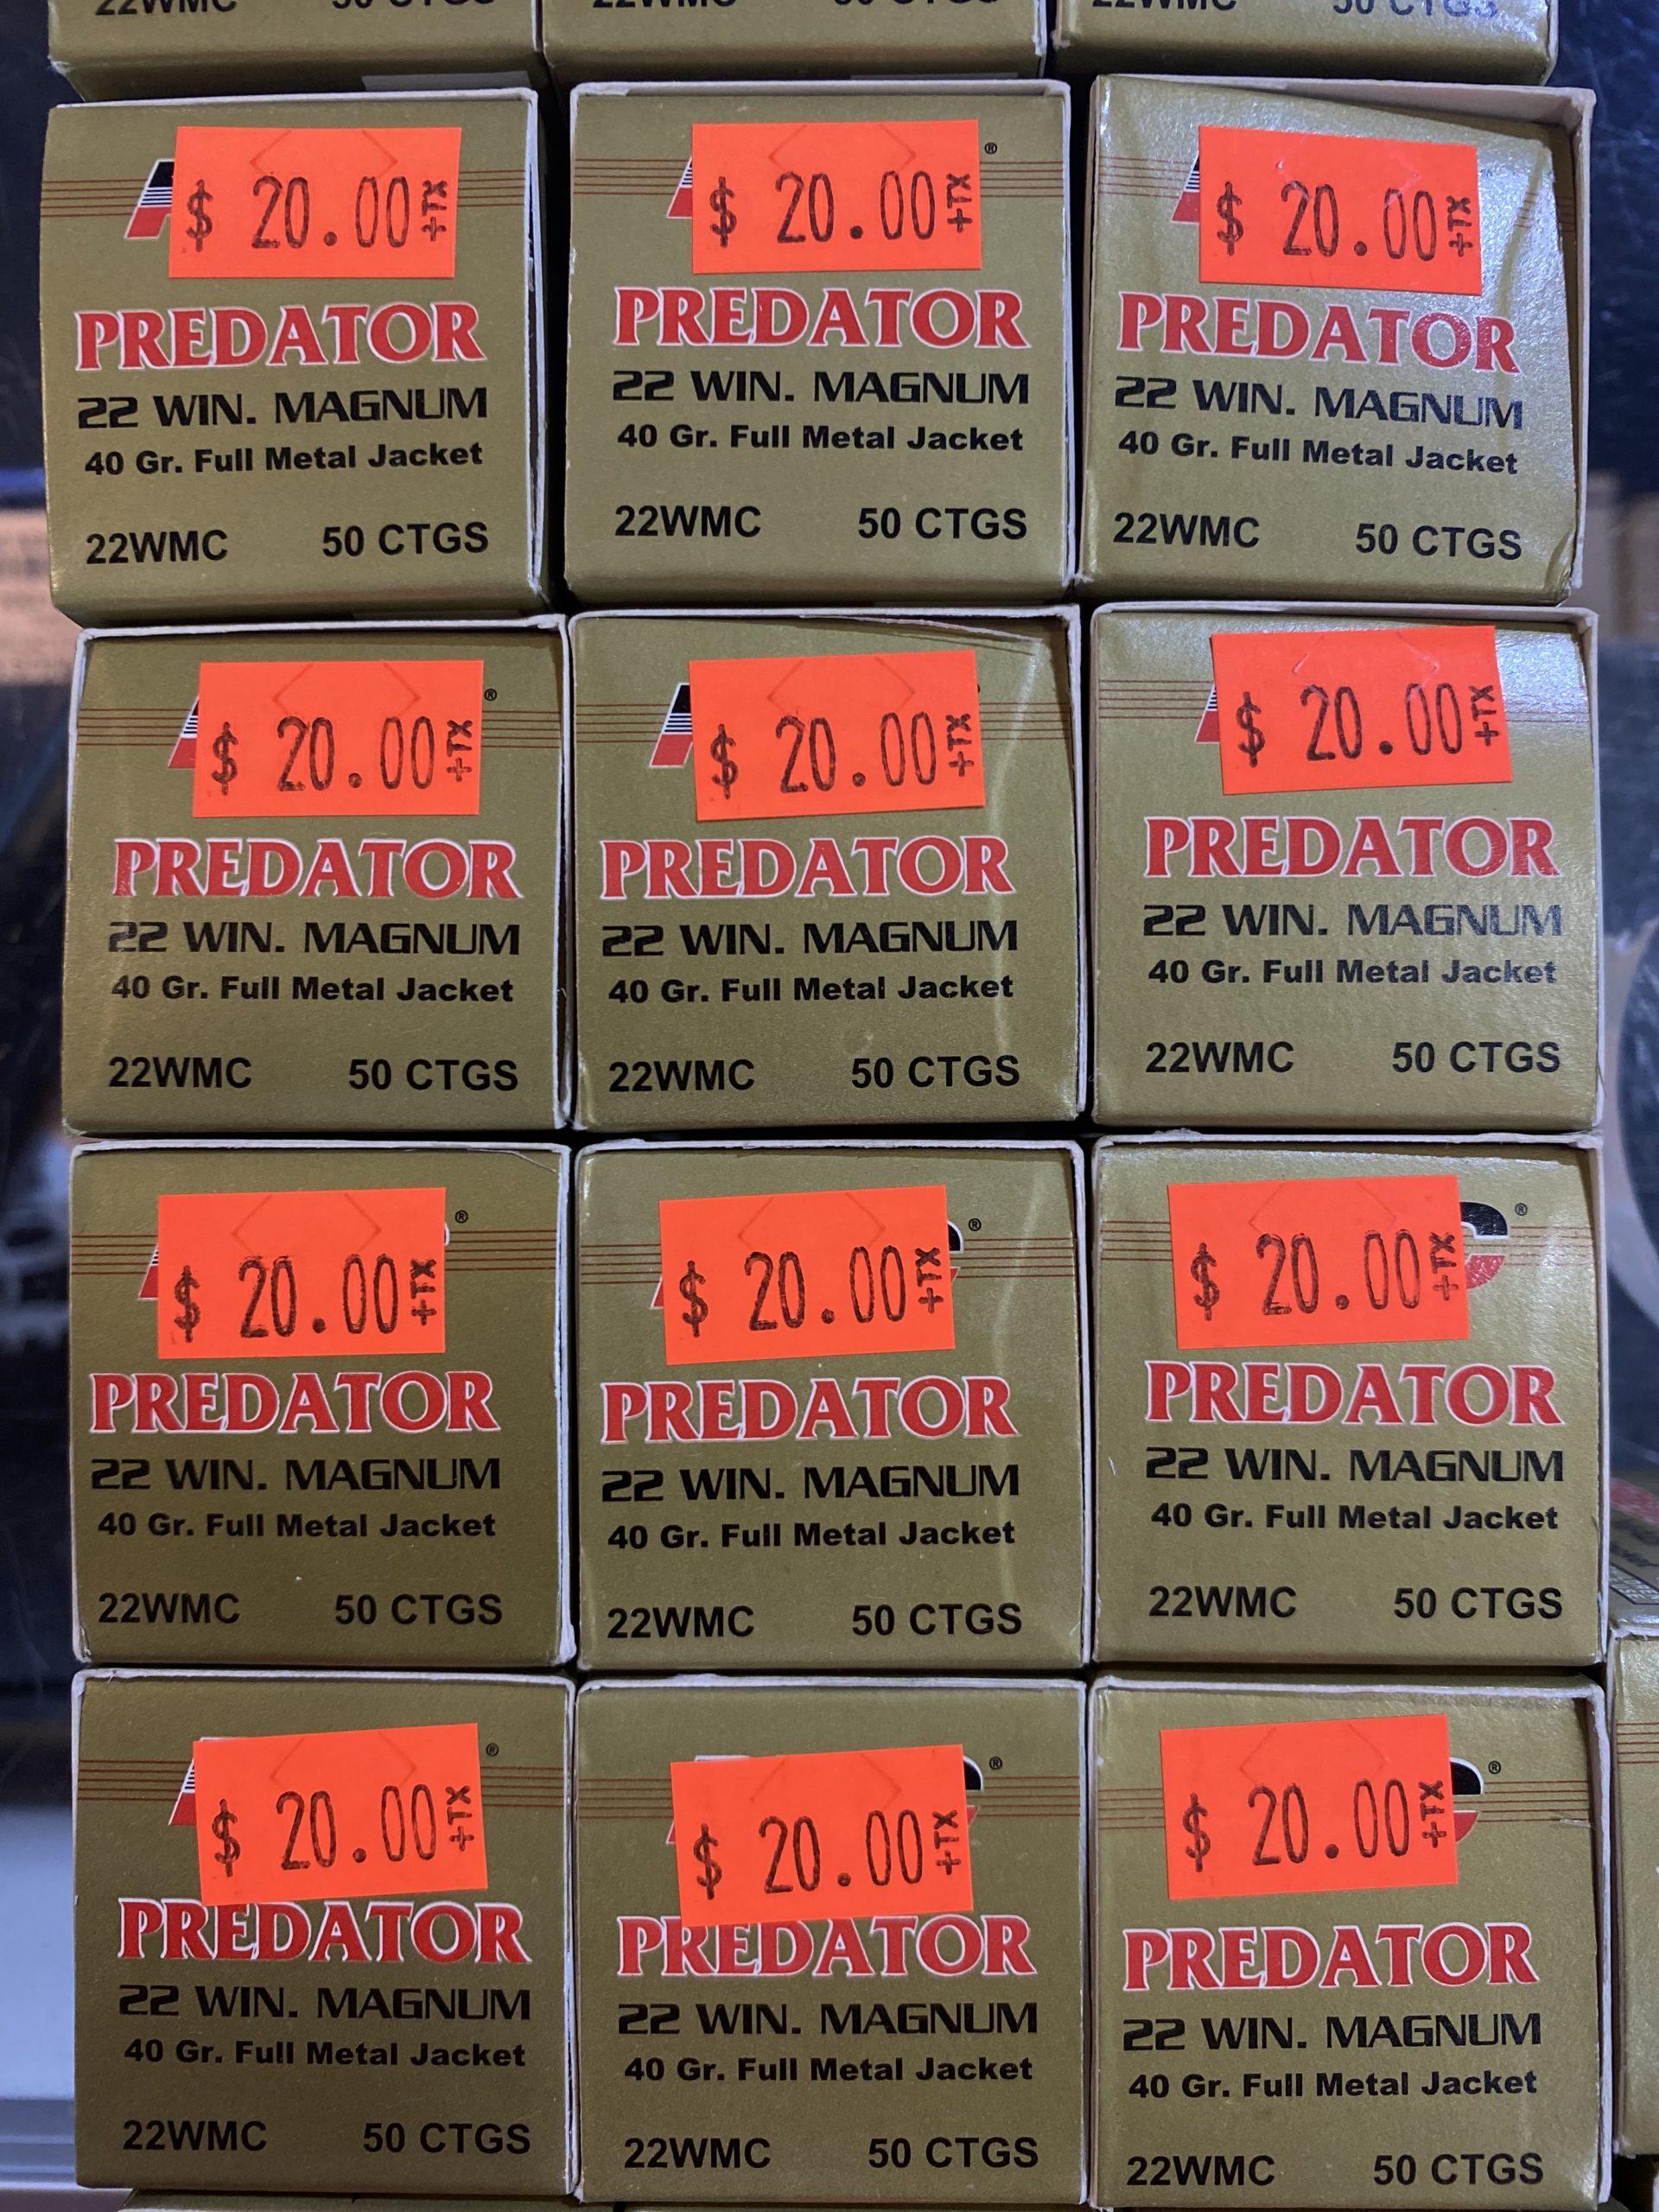 22WMC 50 CTGS 22WMC 50 CTGS 22WMC 50 CTGS
$ 20.00 +TX
PREDATOR
22 WIN. MAGNUM
40 Gr. Full Metal Jacket
22WMC 50 CTGS
$ 20.00 +TX
®
PREDATOR
22 WIN. MAGNUM
40 Gr. Full Metal Jacket
22WMC 50 CTGS
$ 20.00 +TX
PREDATOR
22 WIN. MAGNUM
40 Gr. Full Metal Jacket
22WMC 50 CTGS
$ 20.00 +TX
®
PREDATOR
22 WIN. MAGNUM
40 Gr. Full Metal Jacket
22WMC 50 CTGS
$ 20.00 +TX
PREDATOR
22 WIN. MAGNUM
40 Gr. Full Metal Jacket
22WMC 50 CTGS
$ 20.00 +TX
PREDATOR
22 WIN. MAGNUM
40 Gr. Full Metal Jacket
22WMC 50 CTGS
$ 20.00 +TX
®
PREDATOR
22 WIN. MAGNUM
40 Gr. Full Metal Jacket
22WMC 50 CTGS
$ 20.00 +TX
®
PREDATOR
22 WIN. MAGNUM
40 Gr. Full Metal Jacket
22WMC 50 CTGS
$ 20.00 +TX
C®
PREDATOR
22 WIN. MAGNUM
40 Gr. Full Metal Jacket
22WMC 50 CTGS
$ 20.00 +TX
®
PREDATOR
22 WIN. MAGNUM
40 Gr. Full Metal Jacket
22WMC 50 CTGS
$ 20.00 +TX
®
PREDATOR
22 WIN. MAGNUM
40 Gr. Full Metal Jacket
22WMC 50 CTGS
$ 20.00 +TX
C®
PREDATOR
22 WIN. MAGNUM
40 Gr. Full Metal Jacket
22WMC 50 CTGS